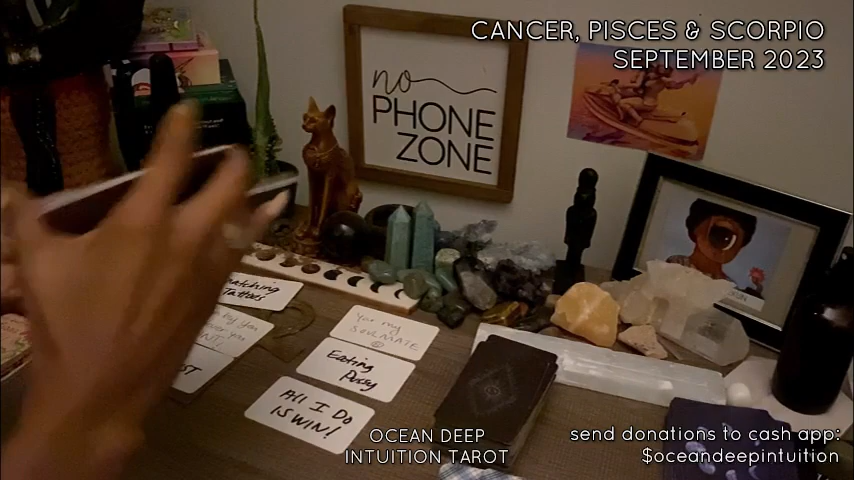 CANCER, PISCES & SCORPIO
SEPTEMBER 2023
no
PHONE
ZONE
Matching
Tattoos
You my
SOULMATE
Eating
Pussy
All I Do
IS WIN!
OCEAN DEEP
INTUITION TAROT
send donations to cash app:
$oceandeepintuition